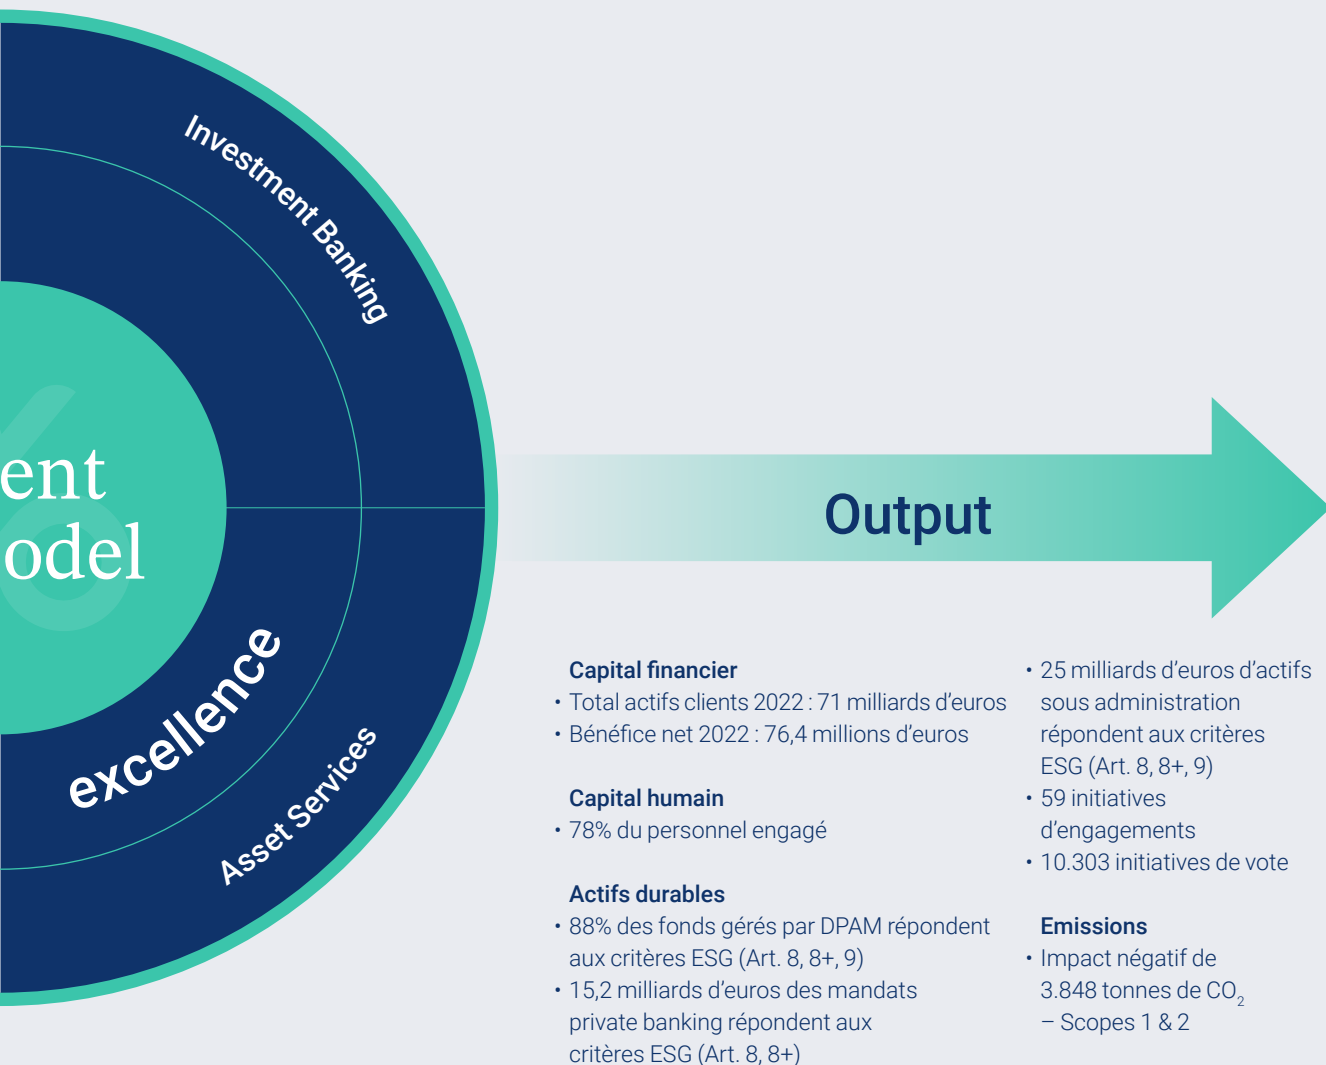 Investment Banking
ent
odel
excellence
Asset Services
Output
Capital financier
• Total actifs clients 2022 : 71 milliards d’euros
• Bénéfice net 2022 : 76,4 millions d’euros
Capital humain
• 78% du personnel engagé
Actifs durables
• 88% des fonds gérés par DPAM répondent
aux critères ESG (Art. 8, 8+, 9)
• 15,2 milliards d’euros des mandats
private banking répondent aux
critères ESG (Art. 8, 8+)
• 25 milliards d’euros d’actifs
sous administration
répondent aux critères
ESG (Art. 8, 8+, 9)
• 59 initiatives
d’engagements
• 10.303 initiatives de vote
Emissions
• Impact négatif de
3.848 tonnes de CO₂
– Scopes 1 & 2